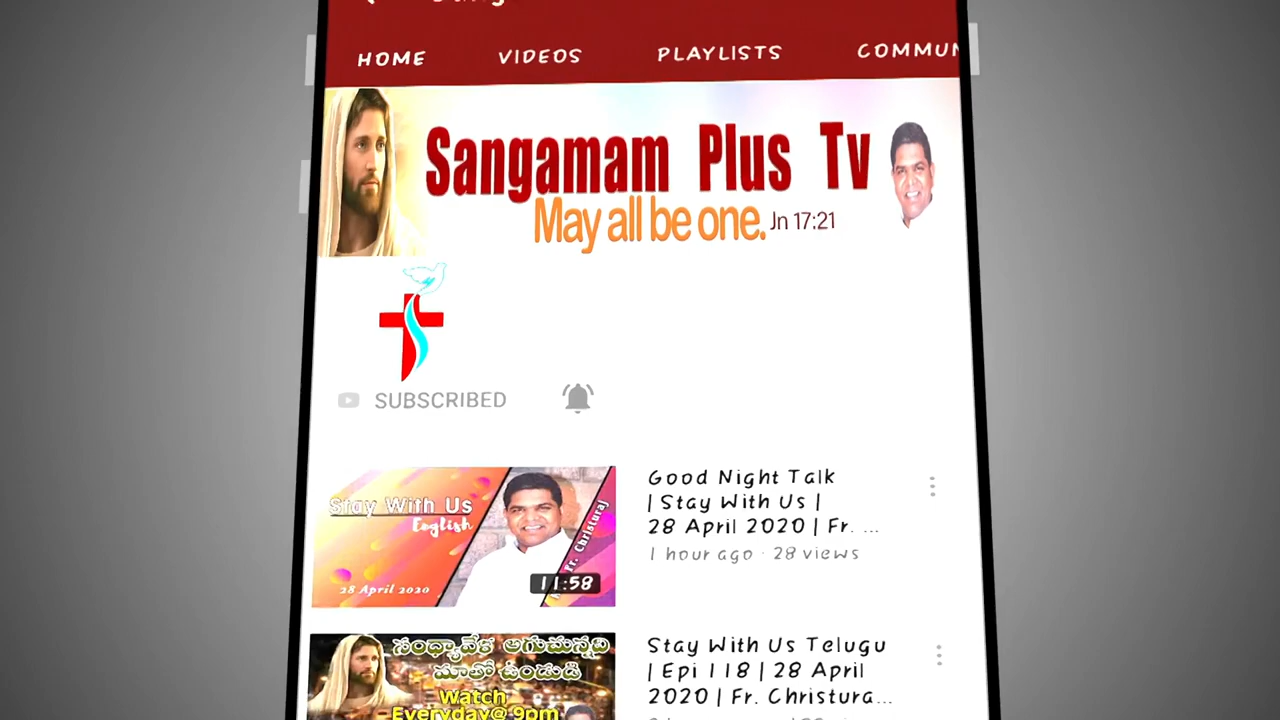 HOME VIDEOS PLAYLISTS COMMUN
Sangamam Plus Tv
May all be one. Jn 17:21
SUBSCRIBED
Stay With Us
English
Fr. Christuraj
28 April 2020
11:58
Good Night Talk
| Stay With Us |
28 April 2020 | Fr. ...
1 hour ago · 28 views
సంధ్యావేళ అగుచున్నది
మాతో ఉండుడి
Watch
Everyday@ 9pm
Stay With Us Telugu
| Epi 118 | 28 April
2020 | Fr. Christura...